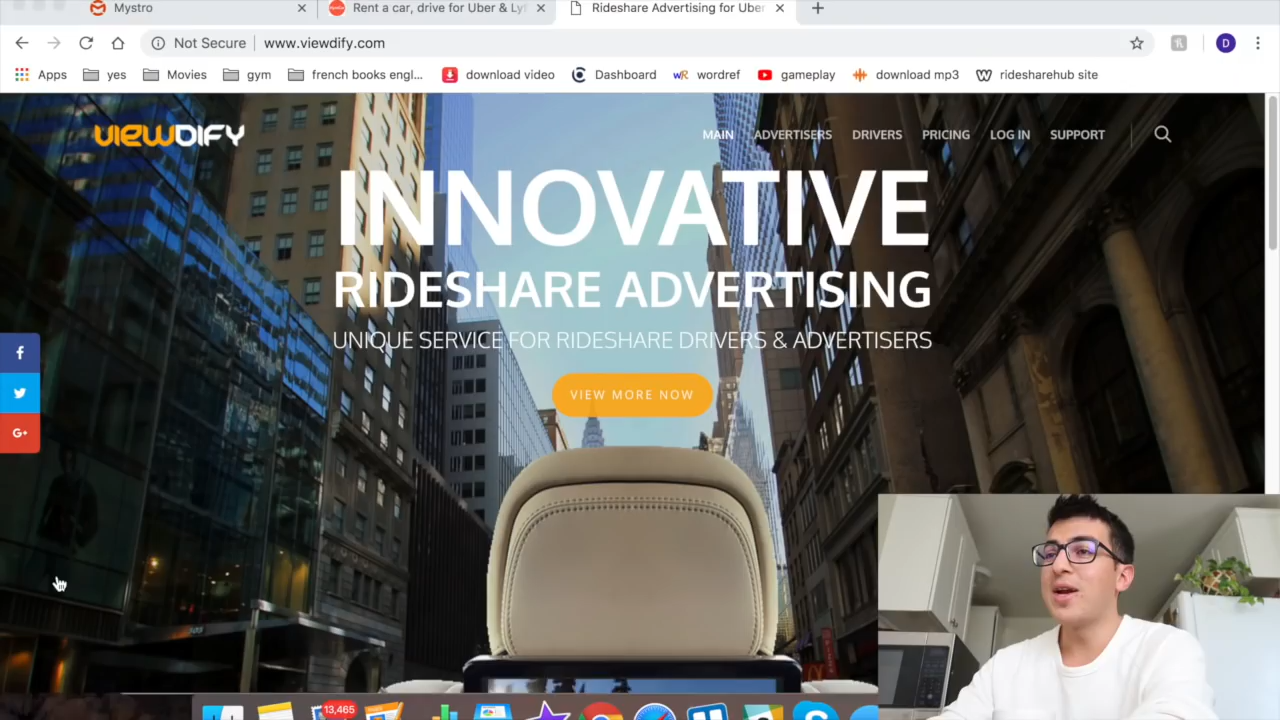 Mystro
Rent a car, drive for Uber & Lyf
Rideshare Advertising for Uber
Not Secure
www.viewdify.com
D
Apps
yes
Movies
gym
french books engl...
download video
Dashboard
wR
wordref
gameplay
download mp3
ridesharehub site
VIEWDIFY
MAIN
ADVERTISERS
DRIVERS
PRICING
LOG IN
SUPPORT
INNOVATIVE
RIDESHARE ADVERTISING
UNIQUE SERVICE FOR RIDESHARE DRIVERS & ADVERTISERS
VIEW MORE NOW
f
G+
13,465